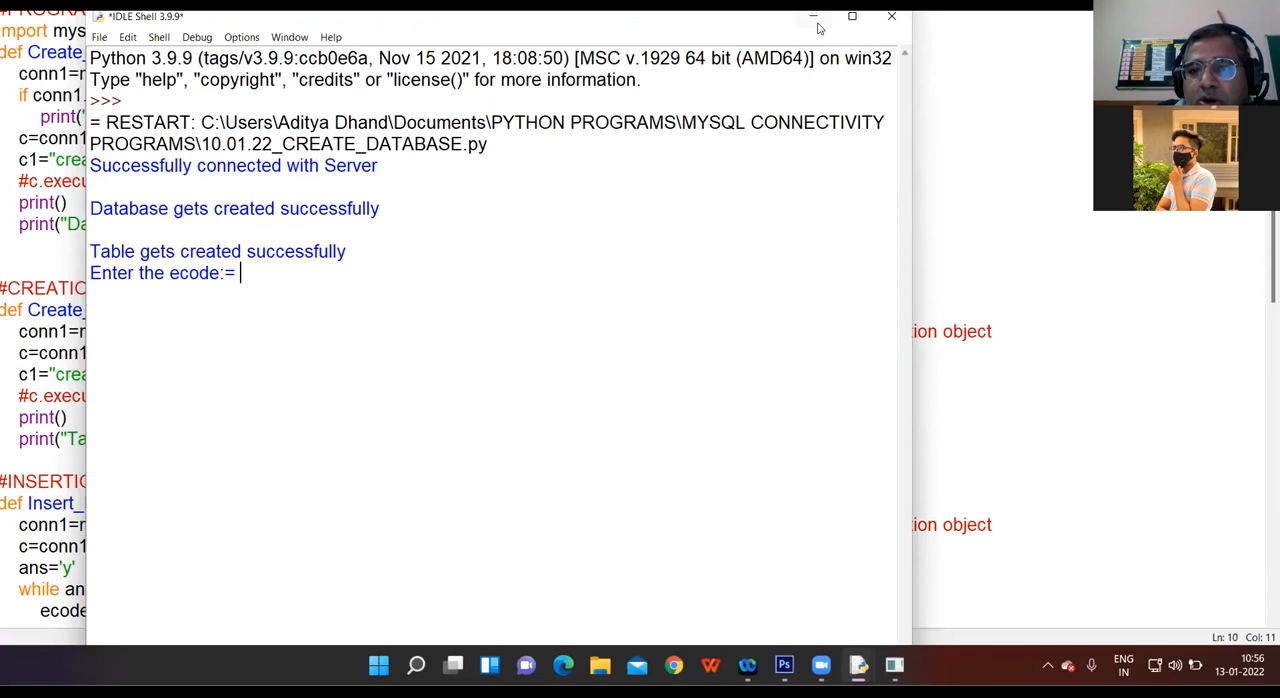 *IDLE Shell 3.9.9*
File Edit Shell Debug Options Window Help
Python 3.9.9 (tags/v3.9.9:ccb0e6a, Nov 15 2021, 18:08:50) [MSC v.1929 64 bit (AMD64)] on win32
Type "help", "copyright", "credits" or "license()" for more information.
>>>
= RESTART: C:\Users\Aditya Dhand\Documents\PYTHON PROGRAMS\MYSQL CONNECTIVITY
PROGRAMS\10.01.22_CREATE_DATABASE.py
Successfully connected with Server
Database gets created successfully
Table gets created successfully
Enter the ecode:=
import mys
def Create_
conn1=
if conn1.
print(
c=conn
c1="crea
#c.execu
print()
print("Da
#CREATIO
def Create_
conn1=
tion object
c=conn
c1="crea
#c.execu
print()
print("Ta
#INSERTIO
def Insert_
conn1=
tion object
c=conn
ans='y'
while an
ecode
Ln: 10 Col: 11
ENG
IN
10:56
13-01-2022